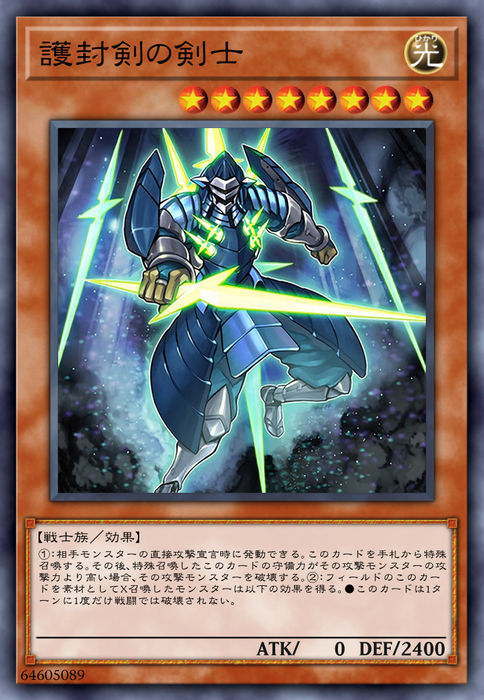 護封剣の剣士
ひかり
光
【戦士族／効果】
①：相手モンスターの直接攻撃宣言時に発動できる。このカードを手札から特殊
召喚する。その後、特殊召喚したこのカードの守備力がその攻撃モンスターの攻
撃力より高い場合、その攻撃モンスターを破壊する。②：フィールドのこのカー
ドを素材としてX召喚したモンスターは以下の効果を得る。●このカードは1タ
ーンに1度だけ戦闘では破壊されない。
ATK/ 0 DEF/2400
64605089